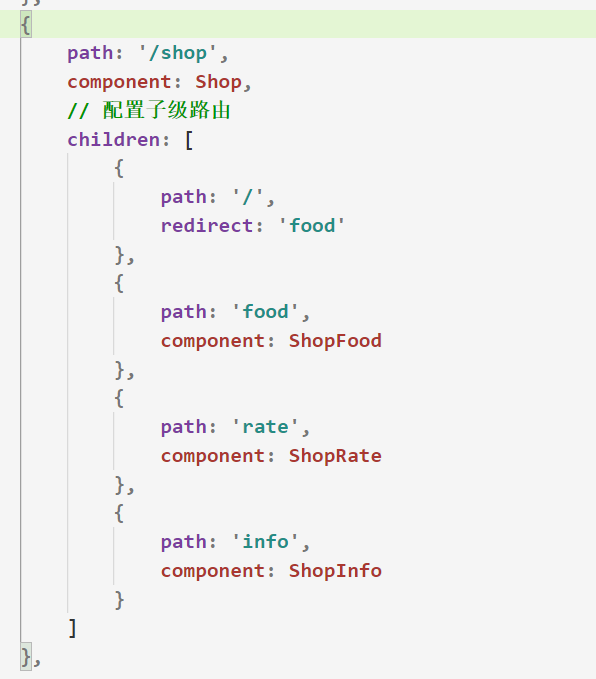 },
{
path: '/shop',
component: Shop,
// 配置子级路由
children: [
{
path: '/',
redirect: 'food'
},
{
path: 'food',
component: ShopFood
},
{
path: 'rate',
component: ShopRate
},
{
path: 'info',
component: ShopInfo
}
]
},